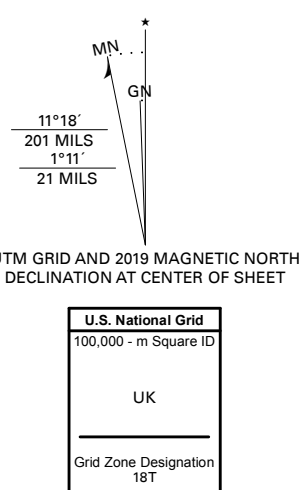 ★
MN
GN
11°18´
201 MILS
1°11´
21 MILS
UTM GRID AND 2019 MAGNETIC NORTH
DECLINATION AT CENTER OF SHEET
U.S. National Grid
100,000 - m Square ID
UK
Grid Zone Designation
18T